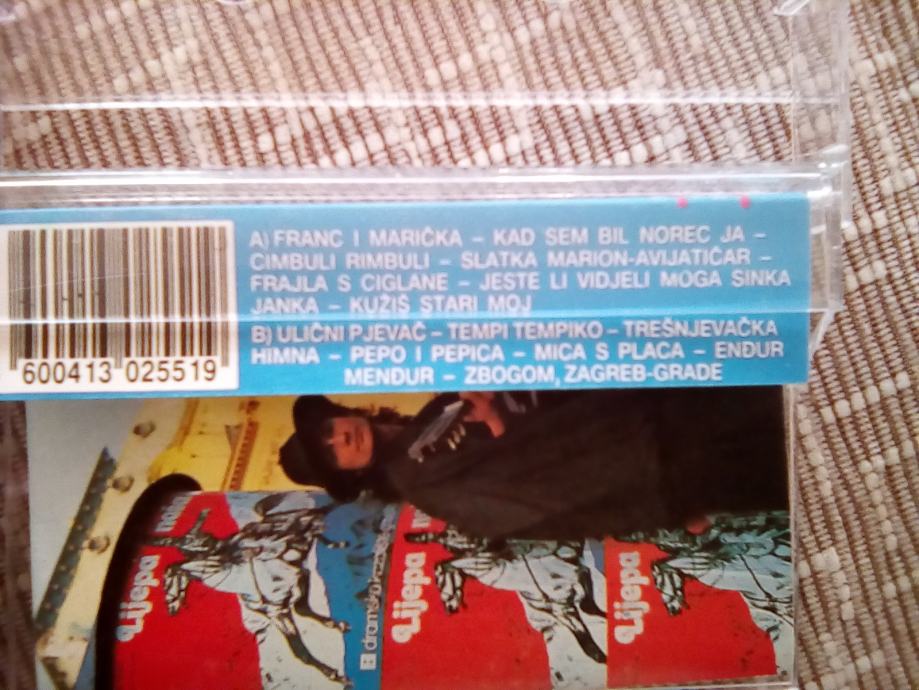 A) FRANC I MARIČKA – KAD SEM BIL NOREC JA –
CIMBULI RIMBULI – SLATKA MARION-AVIJATIČAR –
FRAJLA S CIGLANE – JESTE LI VIDJELI MOGA SINKA
JANKA – KUŽIŠ STARI MOJ
B) ULIČNI PJEVAČ – TEMPI TEMPIKO – TREŠNJEVAČKA
HIMNA – PEPO I PEPICA – MICA S PLACA – ENDUR
MENDUR – ZBOGOM, ZAGREB-GRADE
600413 025519
Lijepa
Lijepa
Lijepa